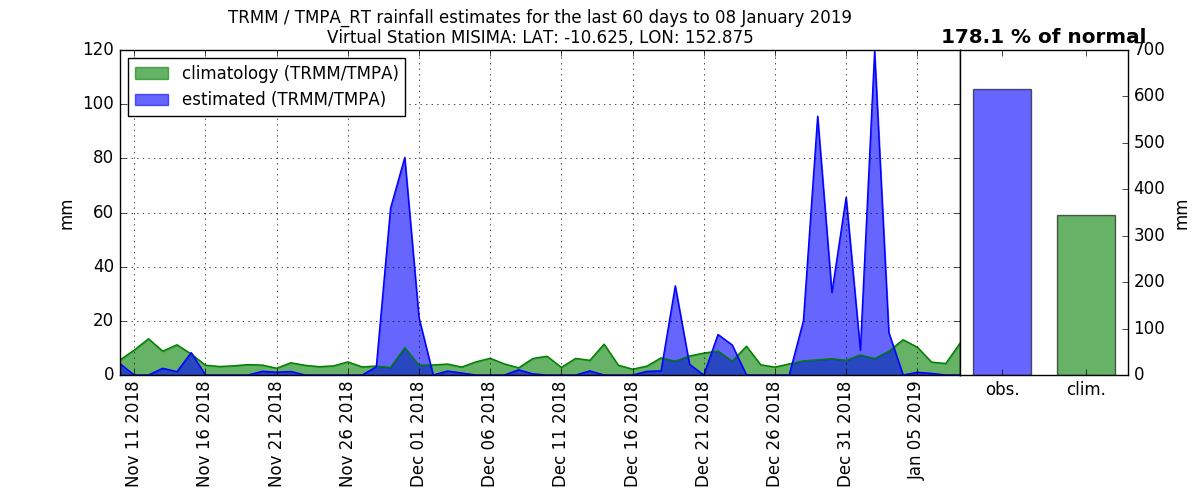 TRMM / TMPA_RT rainfall estimates for the last 60 days to 08 January 2019
Virtual Station MISIMA: LAT: -10.625, LON: 152.875
178.1 % of normal
climatology (TRMM/TMPA)
estimated (TRMM/TMPA)
120
100
80
60
40
20
0
mm
Nov 11 2018
Nov 16 2018
Nov 21 2018
Nov 26 2018
Dec 01 2018
Dec 06 2018
Dec 11 2018
Dec 16 2018
Dec 21 2018
Dec 26 2018
Dec 31 2018
Jan 05 2019
700
600
500
400
300
200
100
0
mm
obs.
clim.